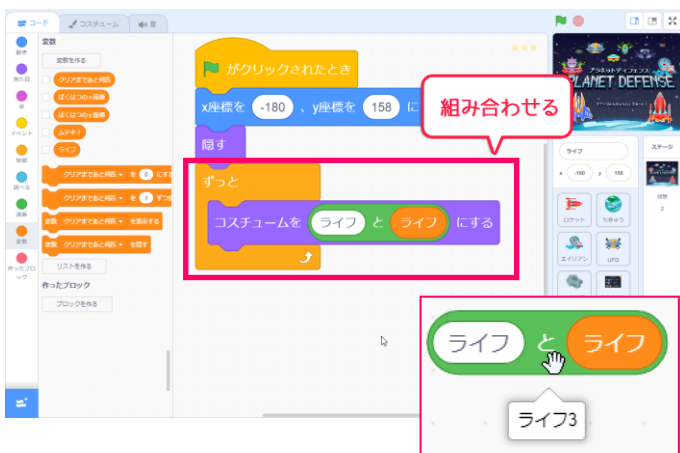 コード
コスチューム
音
変数
変数を作る
クリアまであと何匹
ばくはつのx座標
ばくはつのy座標
ムテキ?
ライフ
クリアまであと何匹 を 0 にする
クリアまであと何匹 を 1 ずつ
変数 クリアまであと何匹 を表示する
変数 クリアまであと何匹 を隠す
リストを作る
作ったブロック
ブロックを作る
動き
見た目
音
イベント
制御
調べる
演算
変数
作ったブロック
がクリックされたとき
x座標を -180 、y座標を 158 に
隠す
ずっと
コスチュームを ライフ と ライフ にする
組み合わせる
プラネットディフェンス
PLANET DEFENSE
ライフ
x -180 y 158
ステージ
背景
2
ロケット
ちきゅう
エイリアン
UFO
ライフ と ライフ
ライフ3